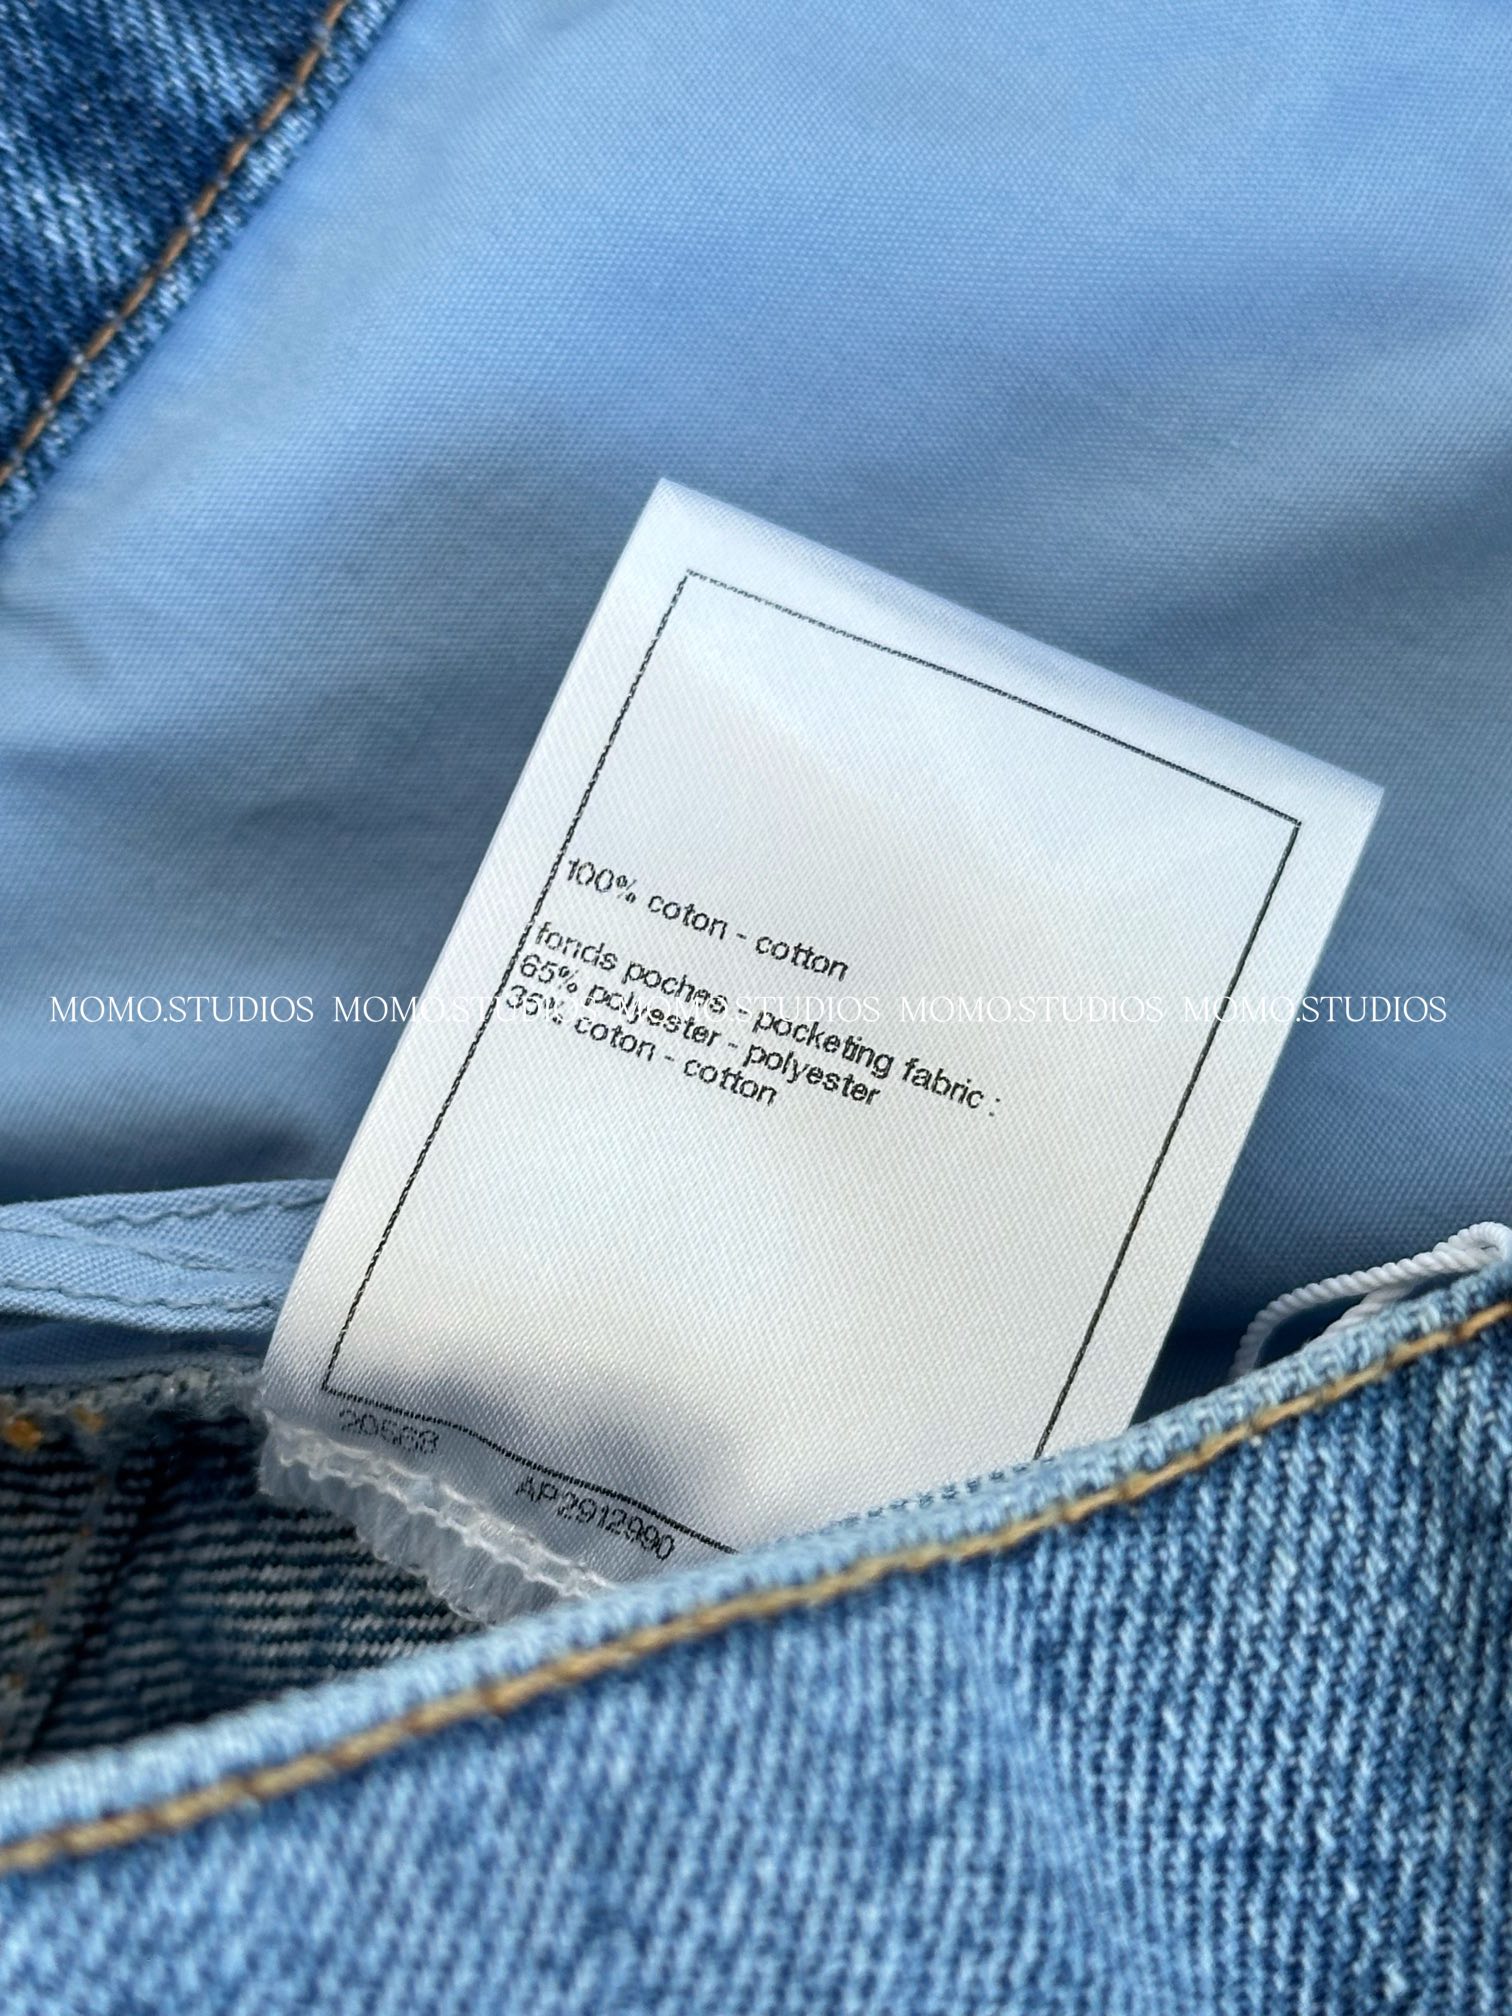 100% coton - cotton
fonds poches - pocketing fabric :
65% polyester - polyester
35% coton - cotton
MOMO.STUDIOS MOMO.STUDIOS MOMO.STUDIOS MOMO.STUDIOS MOMO.STUDIOS
20568
AP2912990